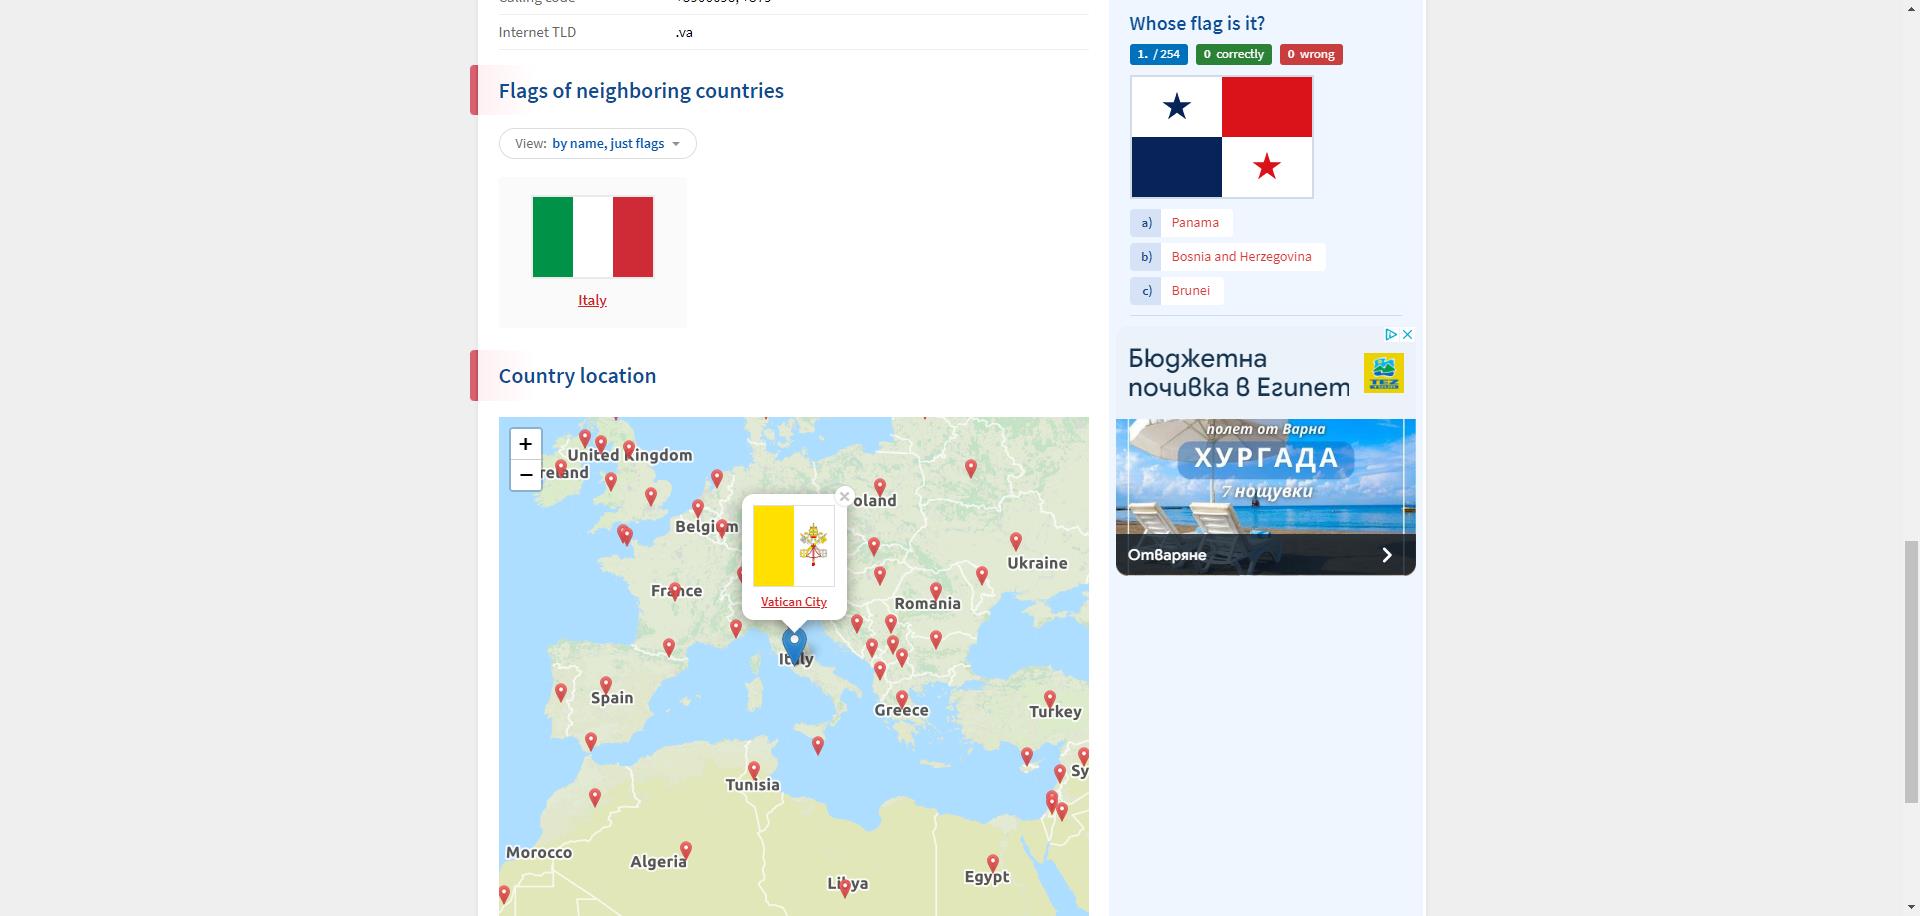 Internet TLD
.va
Flags of neighboring countries
View: by name, just flags
Italy
Country location
+
−
United Kingdom
reland
oland
Belgium
Ukraine
France
Vatican City
Romania
Italy
Spain
Greece
Turkey
Sy
Tunisia
Morocco
Algeria
Libya
Egypt
Whose flag is it?
1. / 254
0 correctly
0 wrong
a) Panama
b) Bosnia and Herzegovina
c) Brunei
Бюджетна
почивка в Египет
TEZ
TOUR
полет от Варна
ХУРГАДА
7 нощувки
Отваряне